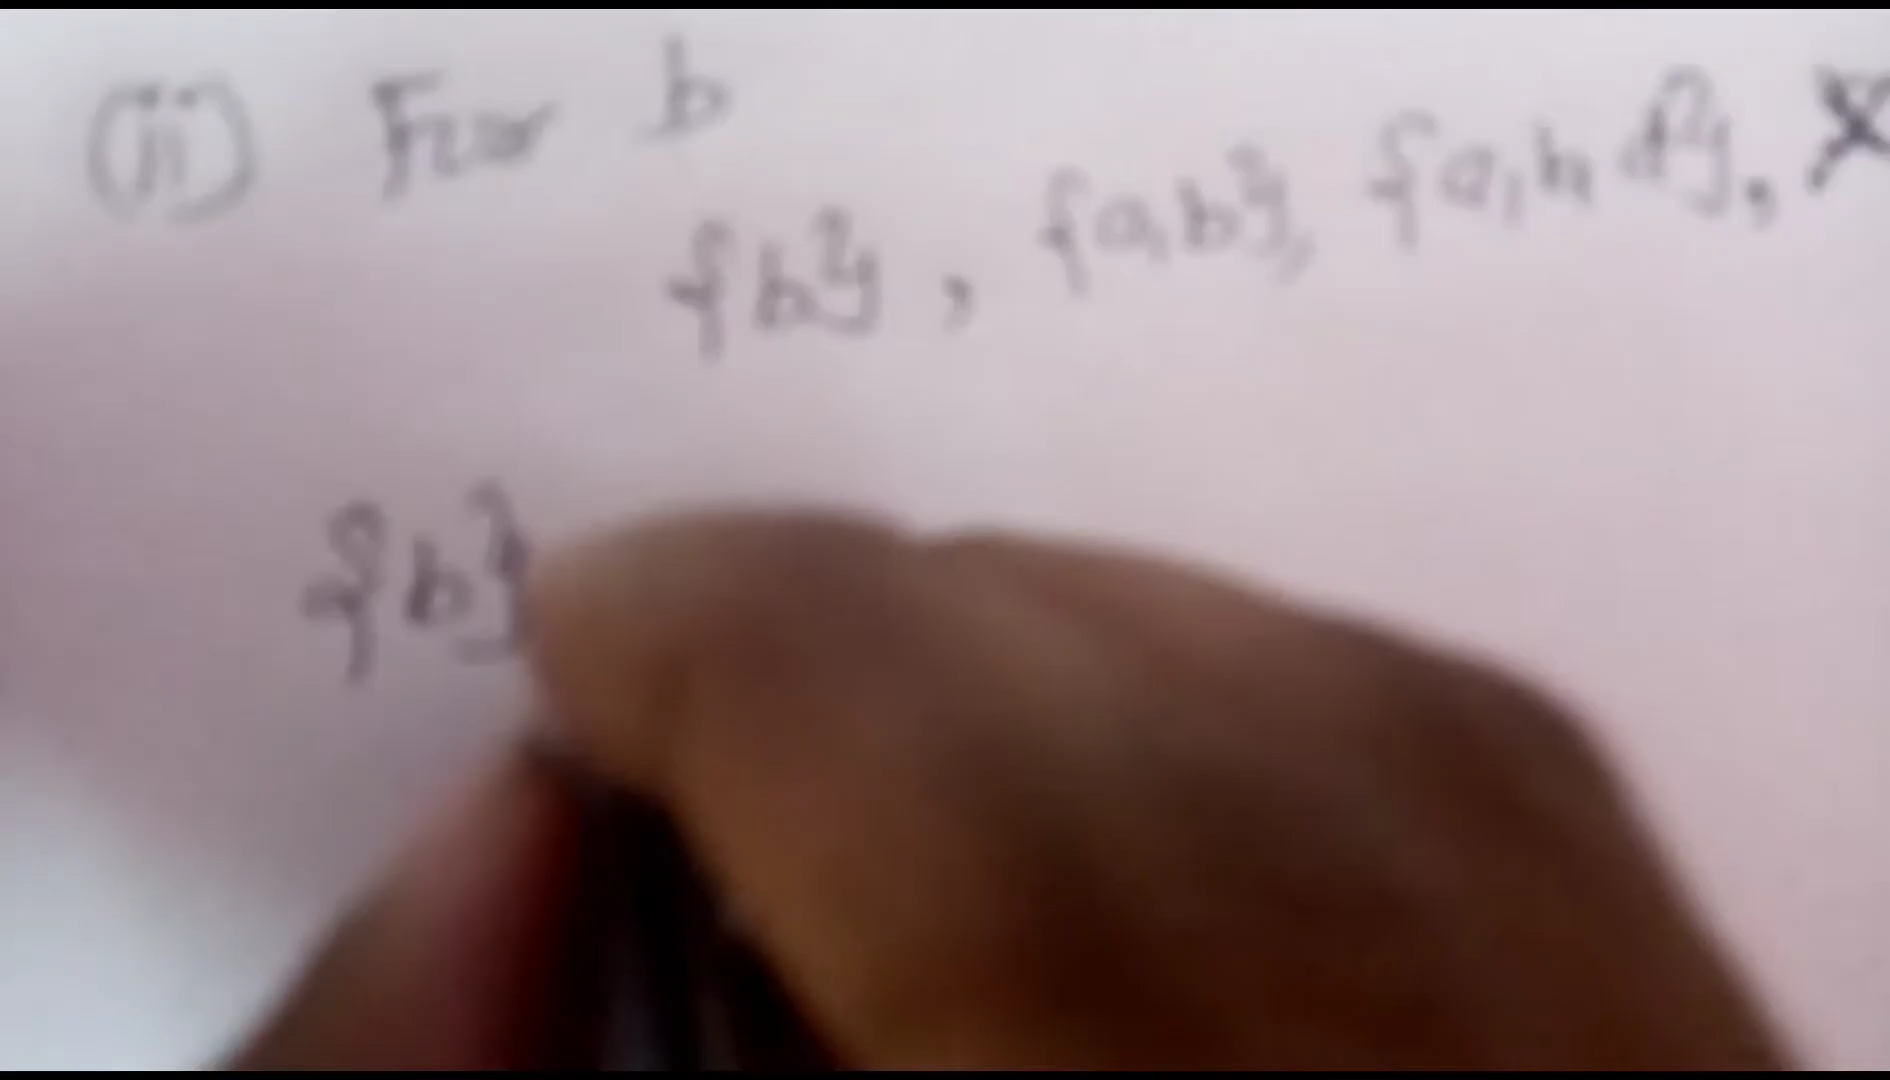 (ii) For b
{b}, {a,b}, {a,b,d}, X
{b}